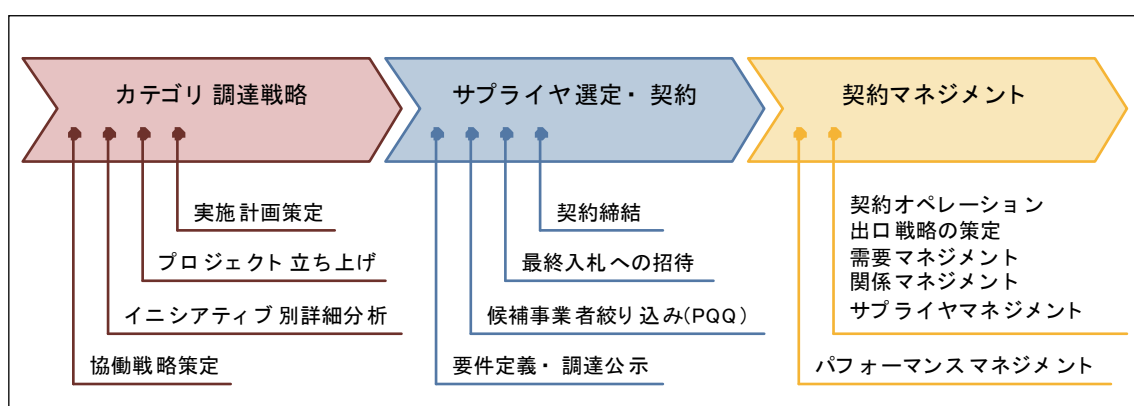 カテゴリ調達戦略
実施計画策定
プロジェクト立ち上げ
イニシアティブ別詳細分析
協働戦略策定
サプライヤ選定・契約
契約締結
最終入札への招待
候補事業者絞り込み(PQQ)
要件定義・調達公示
契約マネジメント
契約オペレーション
出口戦略の策定
需要マネジメント
関係マネジメント
サプライヤマネジメント
パフォーマンスマネジメント